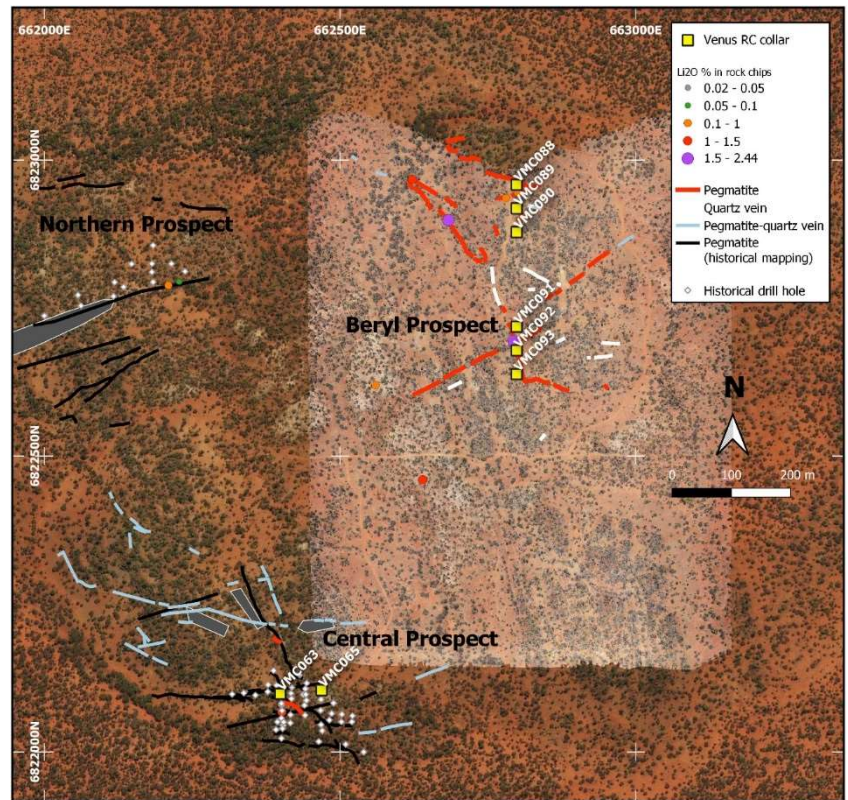 662000E
662500E
663000E
6823000N
6822500N
6822000N
Northern Prospect
Beryl Prospect
Central Prospect
VMC088
VMC089
VMC090
VMC091
VMC092
VMC093
VMC063
VMC065
Venus RC collar
Li2O % in rock chips
0.02 - 0.05
0.05 - 0.1
0.1 - 1
1 - 1.5
1.5 - 2.44
Pegmatite
Quartz vein
Pegmatite-quartz vein
Pegmatite
(historical mapping)
Historical drill hole
N
0 100 200 m